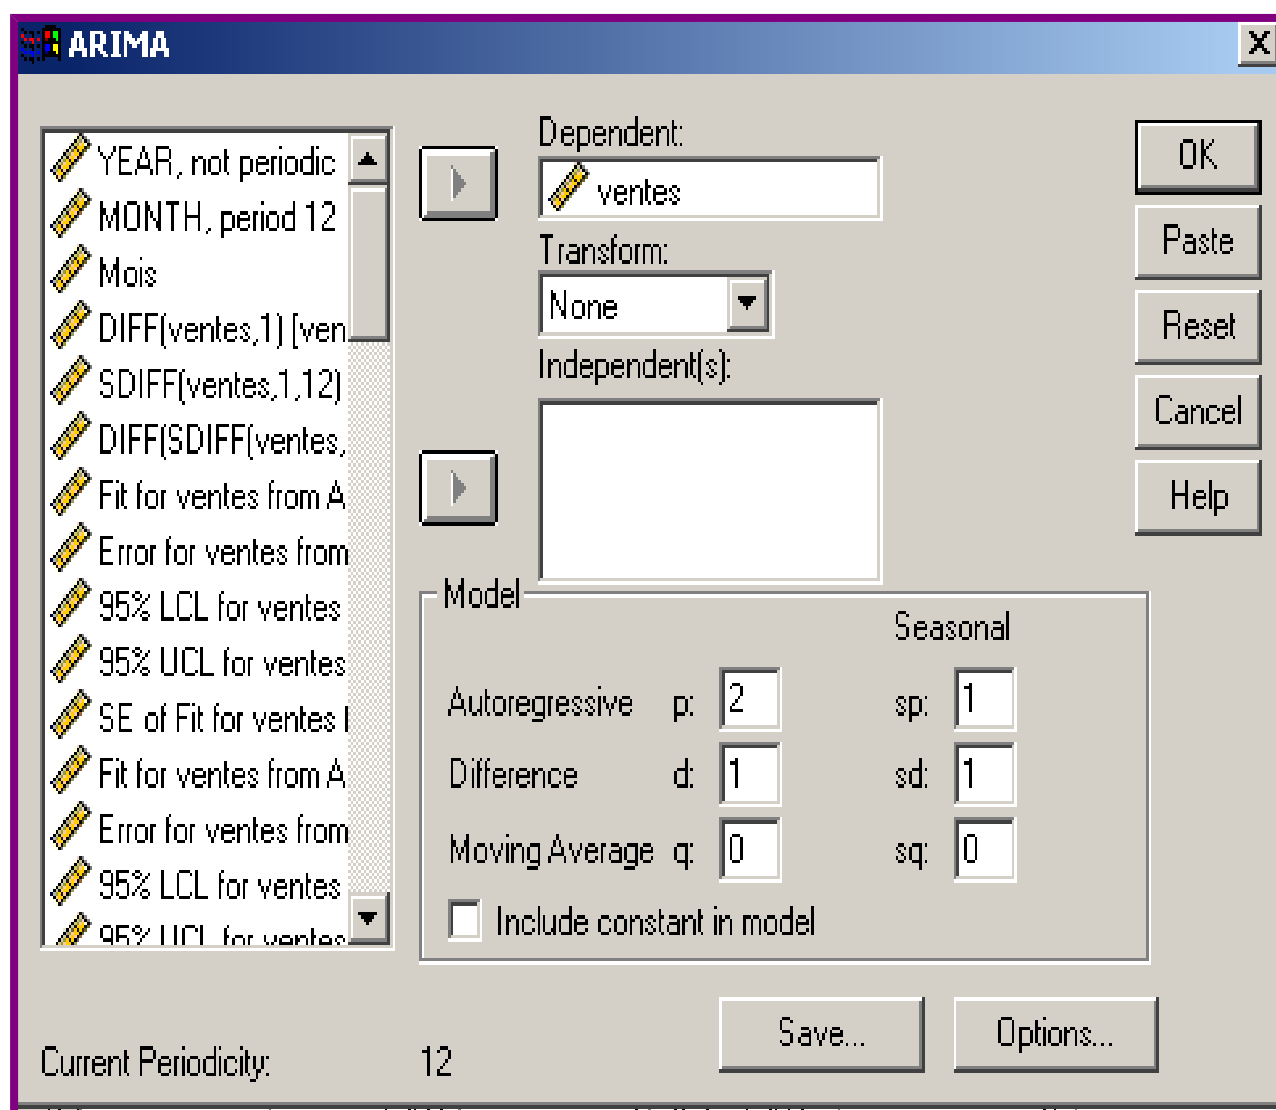 ARIMA
YEAR, not periodic
MONTH, period 12
Mois
DIFF(ventes,1) [ven
SDIFF(ventes,1,12)
DIFF(SDIFF(ventes,
Fit for ventes from A
Error for ventes from
95% LCL for ventes
95% UCL for ventes
SE of Fit for ventes
Fit for ventes from A
Error for ventes from
95% LCL for ventes
95% UCL for ventes
Dependent:
ventes
Transform:
None
Independent(s):
Model
Seasonal
Autoregressive p: 2 sp: 1
Difference d: 1 sd: 1
Moving Average q: 0 sq: 0
Include constant in model
OK
Paste
Reset
Cancel
Help
Save... Options...
Current Periodicity: 12